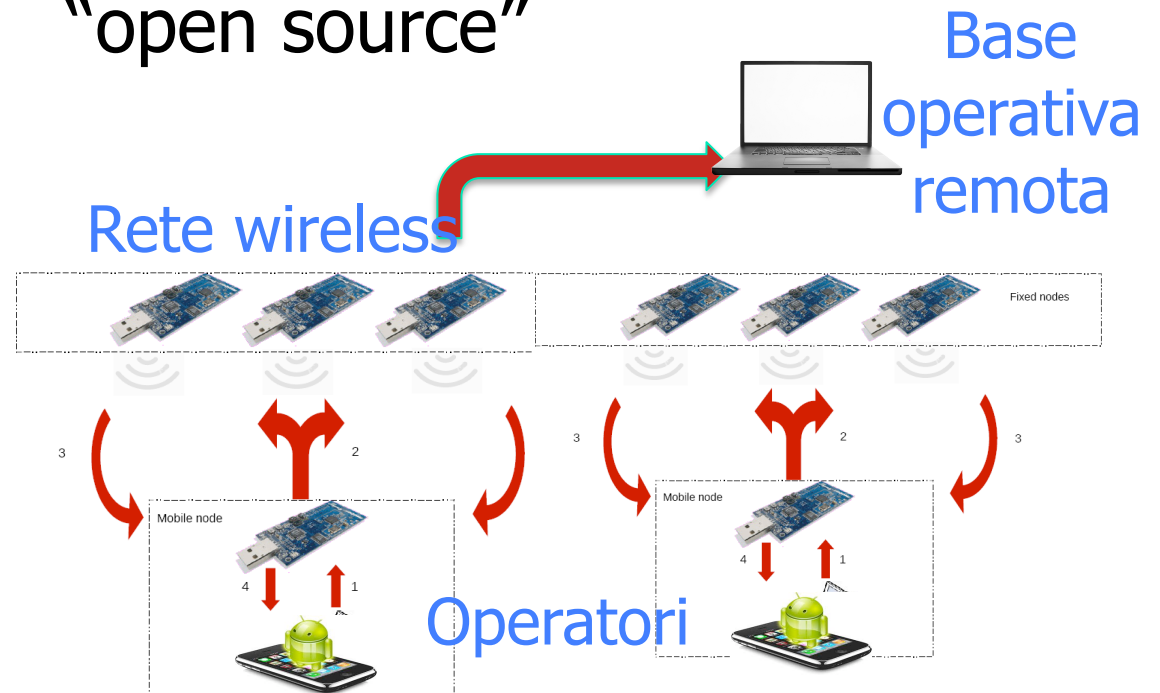 “open source”
Base
operativa
remota
Rete wireless
Fixed nodes
3
2
3
2
3
Mobile node
Mobile node
4
1
4
1
Operatori